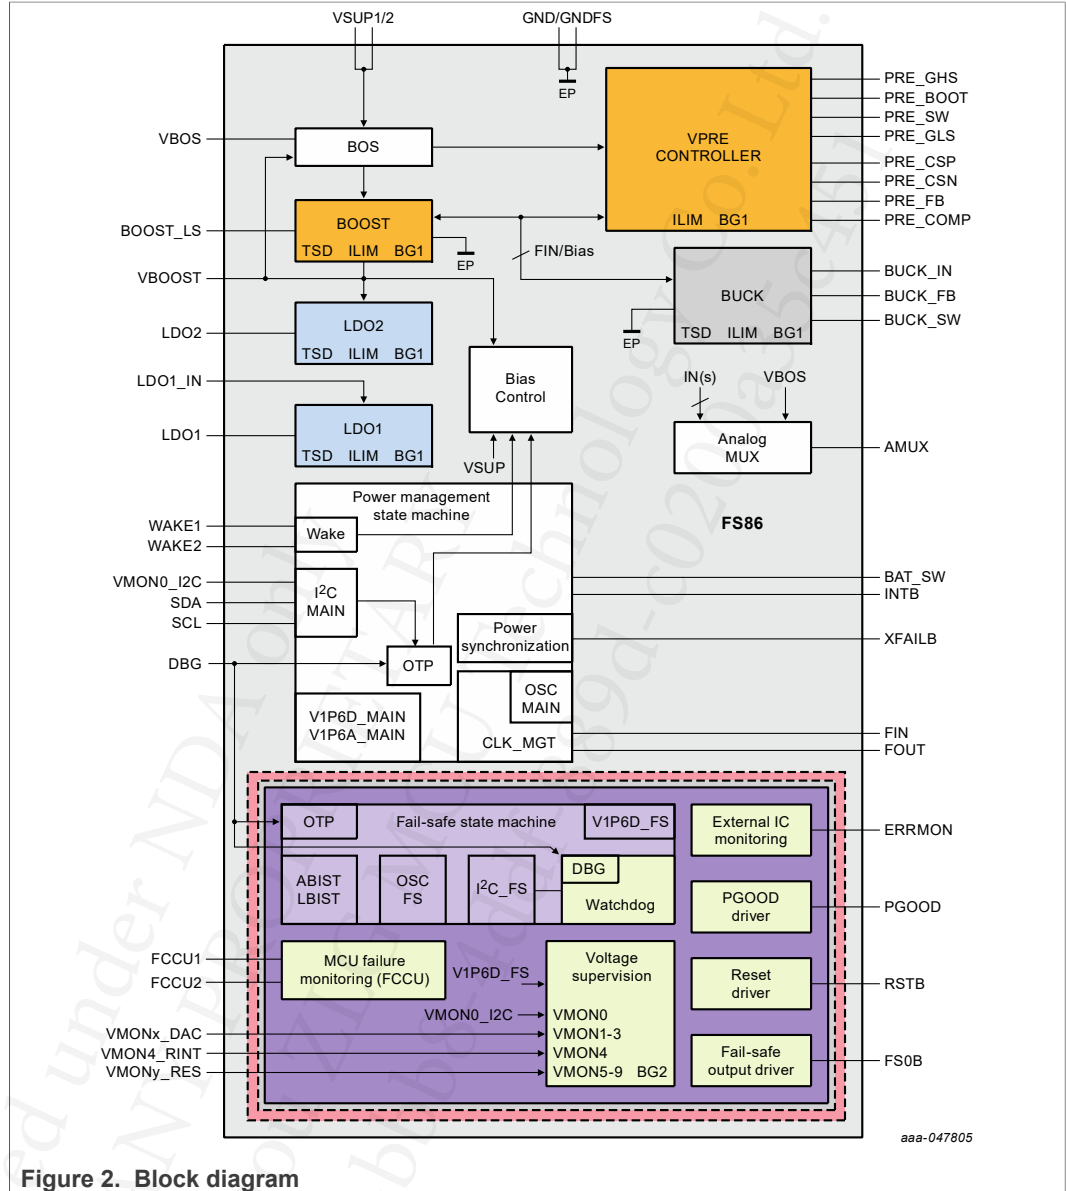 VSUP1/2
GND/GNDFS
EP
VBOS
BOS
VPRE
CONTROLLER
ILIM BG1
PRE_GHS
PRE_BOOT
PRE_SW
PRE_GLS
PRE_CSP
PRE_CSN
PRE_FB
PRE_COMP
BOOST_LS
BOOST
TSD ILIM BG1
EP
FIN/Bias
VBOOST
BUCK
TSD ILIM BG1
EP
BUCK_IN
BUCK_FB
BUCK_SW
LDO2
LDO2
TSD ILIM BG1
LDO1_IN
LDO1
LDO1
TSD ILIM BG1
Bias
Control
VSUP
IN(s)
VBOS
Analog
MUX
AMUX
FS86
Power management
state machine
WAKE1
WAKE2
Wake
VMON0_I2C
SDA
SCL
I2C
MAIN
DBG
OTP
Power
synchronization
BAT_SW
INTB
XFAILB
V1P6D_MAIN
V1P6A_MAIN
OSC
MAIN
CLK_MGT
FIN
FOUT
OTP
Fail-safe state machine
V1P6D_FS
ABIST
LBIST
OSC
FS
I2C_FS
DBG
Watchdog
External IC
monitoring
ERRMON
PGOOD
driver
PGOOD
FCCU1
FCCU2
MCU failure
monitoring (FCCU)
V1P6D_FS
Voltage
supervision
Reset
driver
RSTB
VMON0_I2C
VMON0
VMONx_DAC
VMON1-3
VMON4_RINT
VMON4
VMONy_RES
VMON5-9 BG2
Fail-safe
output driver
FS0B
aaa-047805
Figure 2. Block diagram